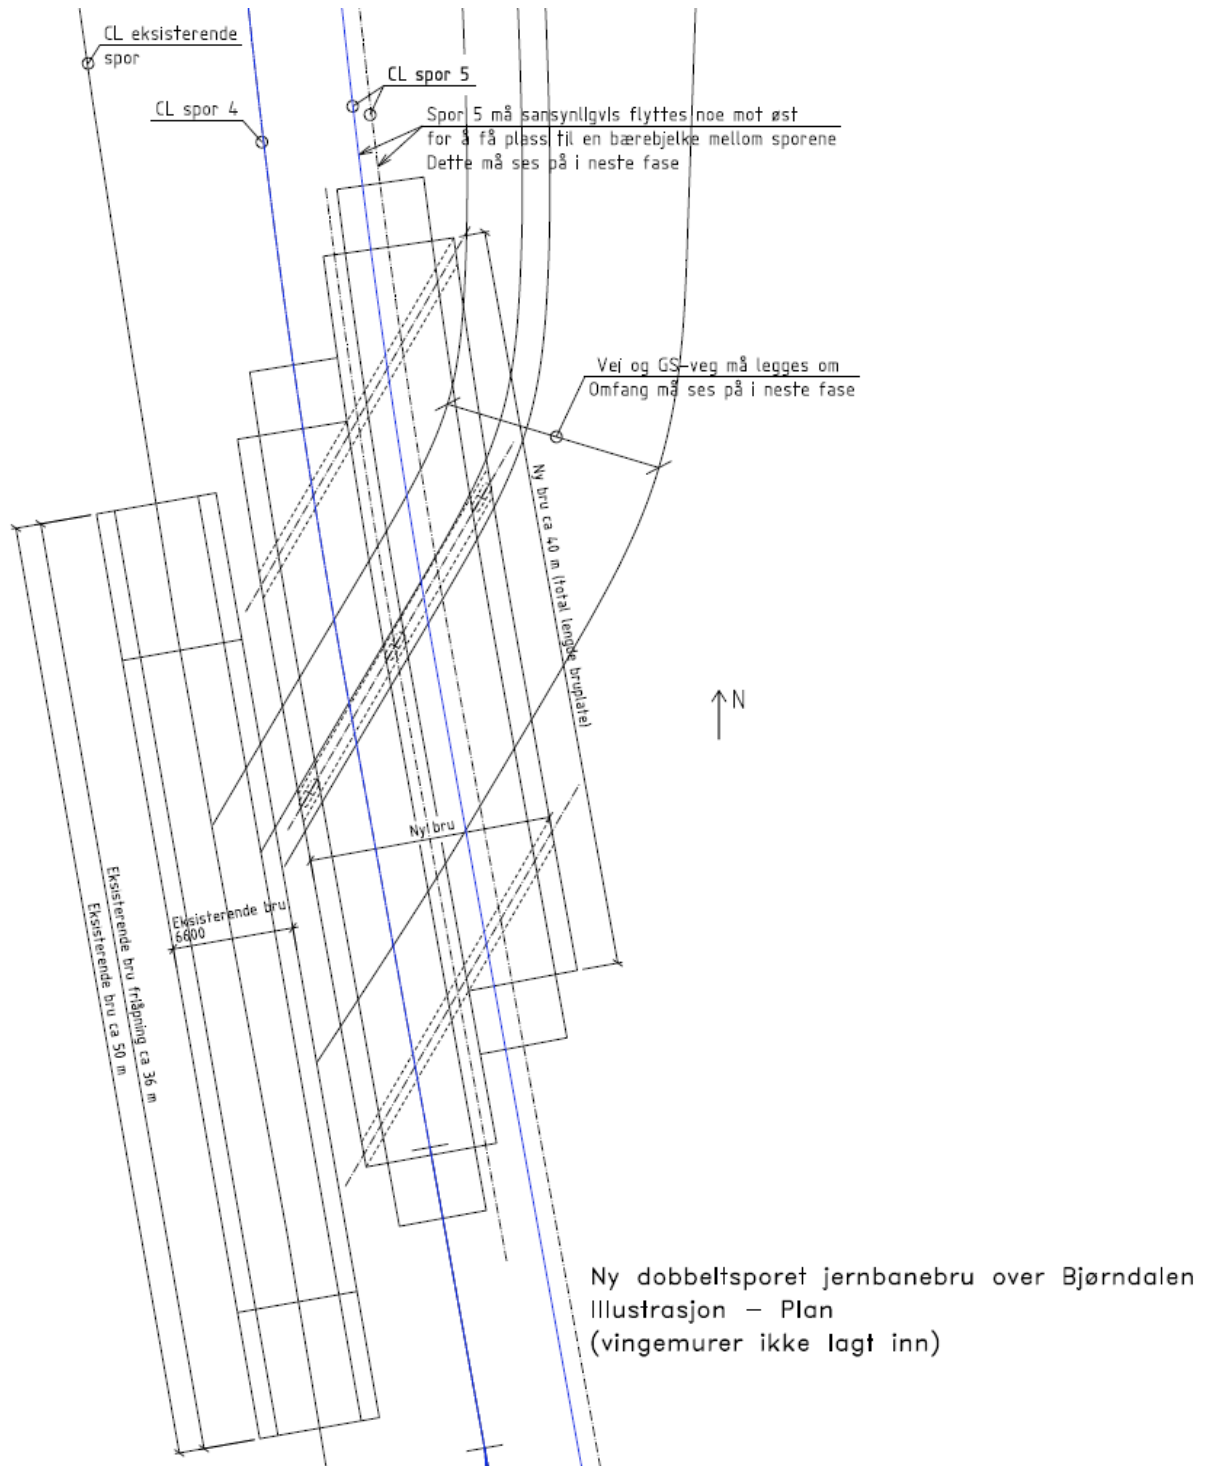 CL eksisterende
spor
CL spor 4
CL spor 5
Spor 5 må sansynligvis flyttes noe mot øst
for å få plass til en bærebjelke mellom sporene
Dette må ses på i neste fase
Vei og GS-veg må legges om
Omfang må ses på i neste fase
Ny bru ca 40 m (total lengde bruplate)
N
Ny bru
Eksisterende bru
6600
Eksisterende bru friåpning ca 36 m
Eksisterende bru ca 50 m
Ny dobbeltsporet jernbanebru over Bjørndalen
Illustrasjon – Plan
(vingemurer ikke lagt inn)